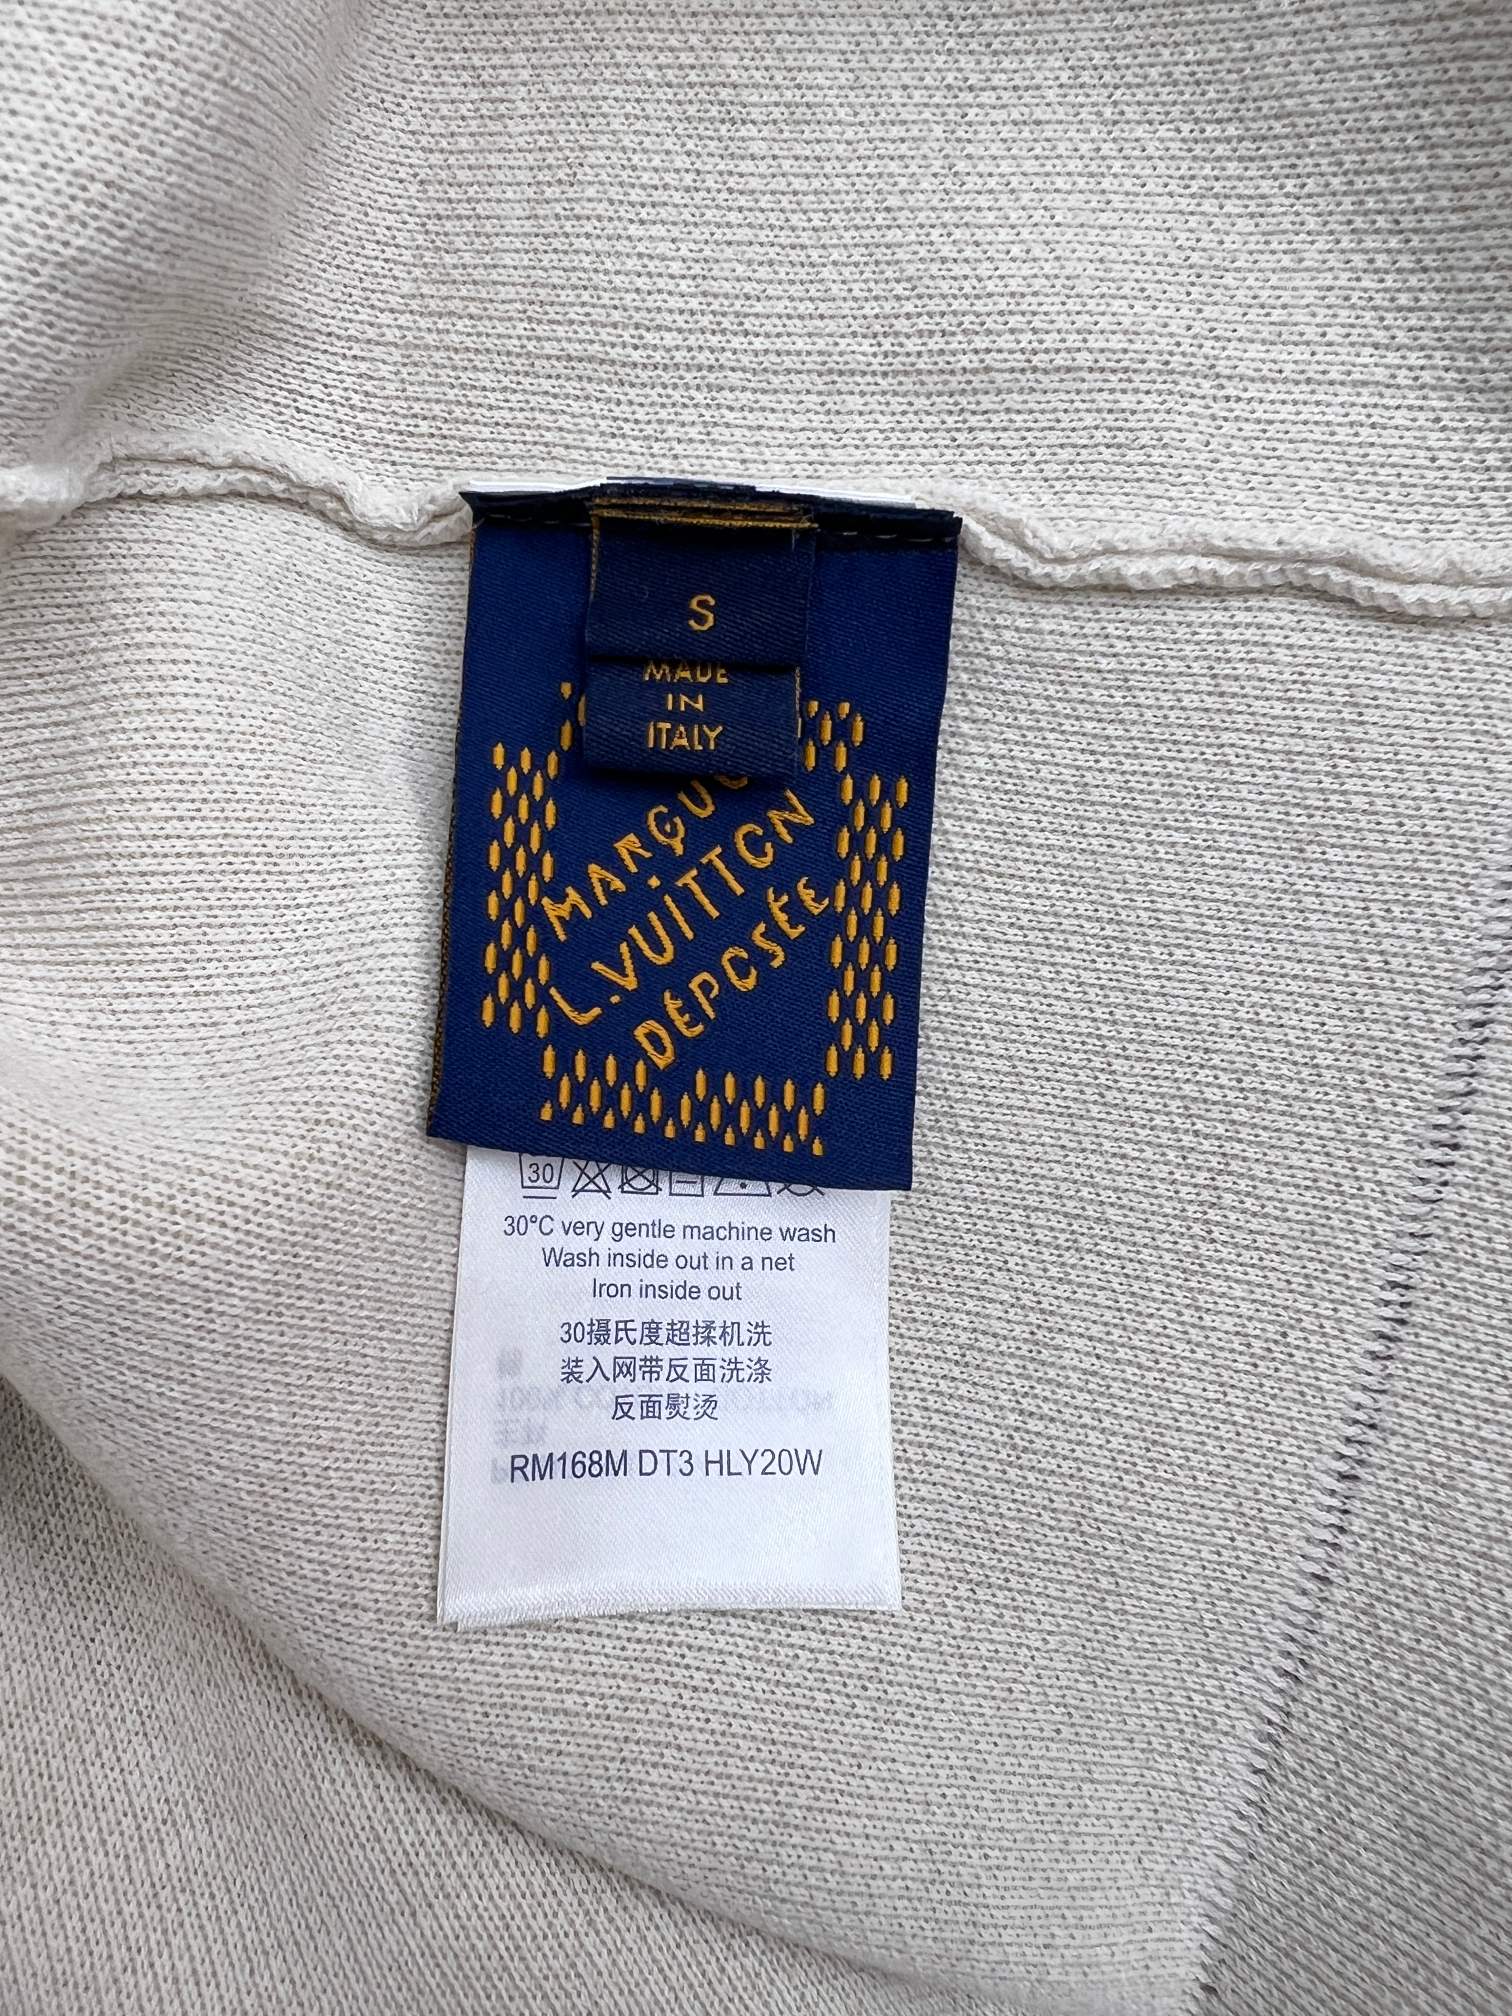 S
MADE
IN
ITALY
MARQUE
L.VUITTON
DÉPOSÉE
30
30°C very gentle machine wash
Wash inside out in a net
Iron inside out
30摄氏度超揉机洗
装入网带反面洗涤
反面熨烫
RM168M DT3 HLY20W